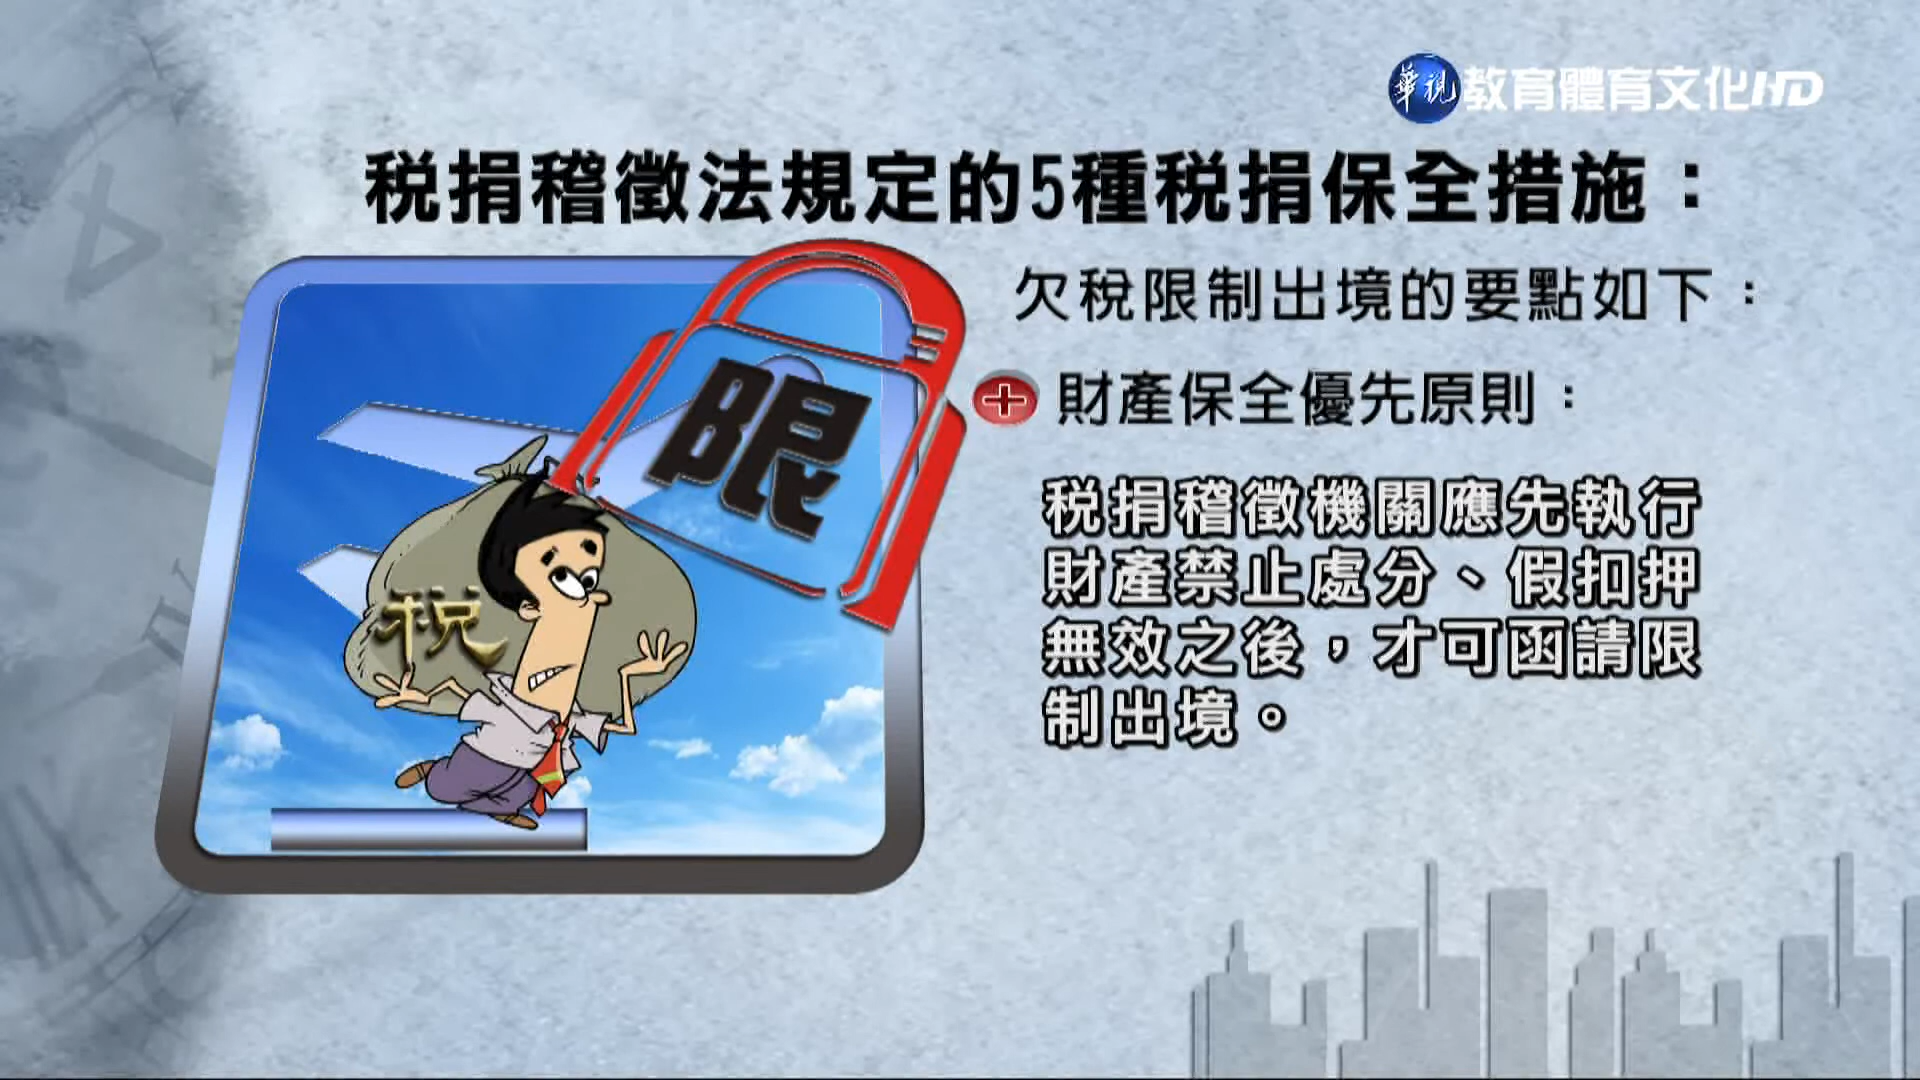 華視教育體育文化HD
稅捐稽徵法規定的5種稅捐保全措施：
欠稅限制出境的要點如下：
財產保全優先原則：
稅捐稽徵機關應先執行
財產禁止處分、假扣押
無效之後，才可函請限
制出境。
限
稅